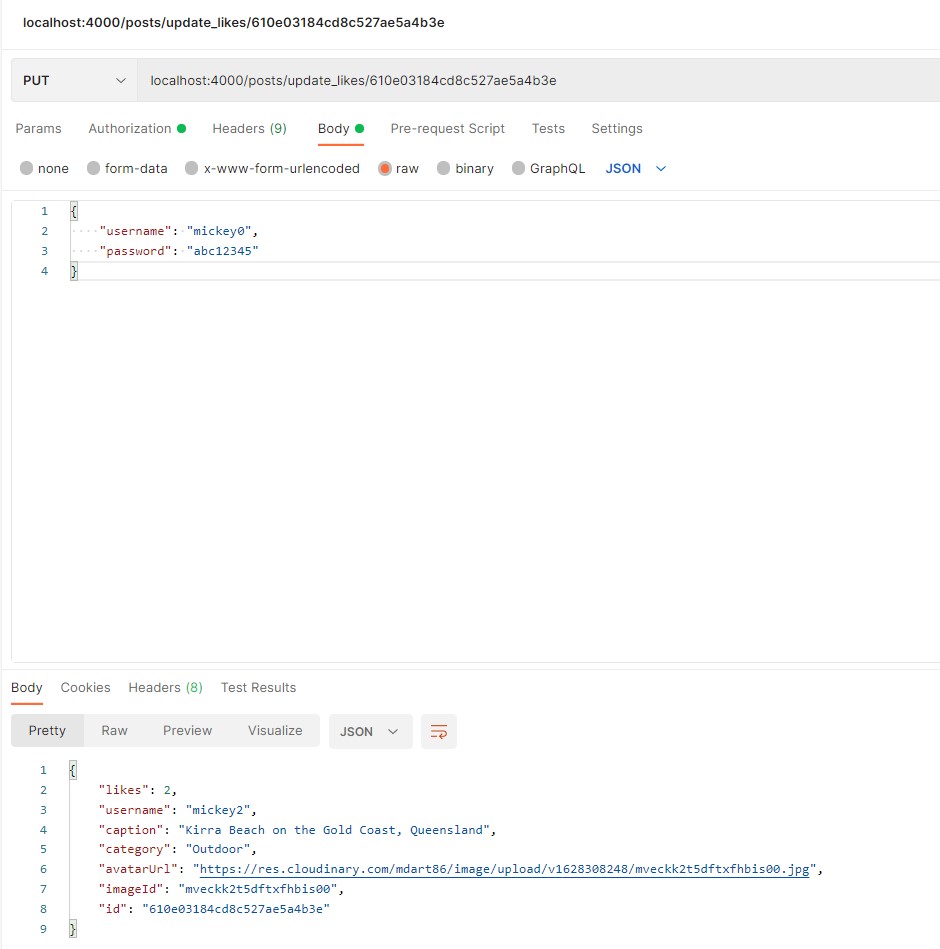 localhost:4000/posts/update_likes/610e03184cd8c527ae5a4b3e
PUT localhost:4000/posts/update_likes/610e03184cd8c527ae5a4b3e
Params Authorization Headers (9) Body Pre-request Script Tests Settings
none form-data x-www-form-urlencoded raw binary GraphQL JSON
1 {
2 "username": "mickey0",
3 "password": "abc12345"
4 }
Body Cookies Headers (8) Test Results
Pretty Raw Preview Visualize JSON
1 {
2 "likes": 2,
3 "username": "mickey2",
4 "caption": "Kirra Beach on the Gold Coast, Queensland",
5 "category": "Outdoor",
6 "avatarUrl": "https://res.cloudinary.com/mdart86/image/upload/v1628308248/mveckk2t5dftxfhbis00.jpg",
7 "imageId": "mveckk2t5dftxfhbis00",
8 "id": "610e03184cd8c527ae5a4b3e"
9 }